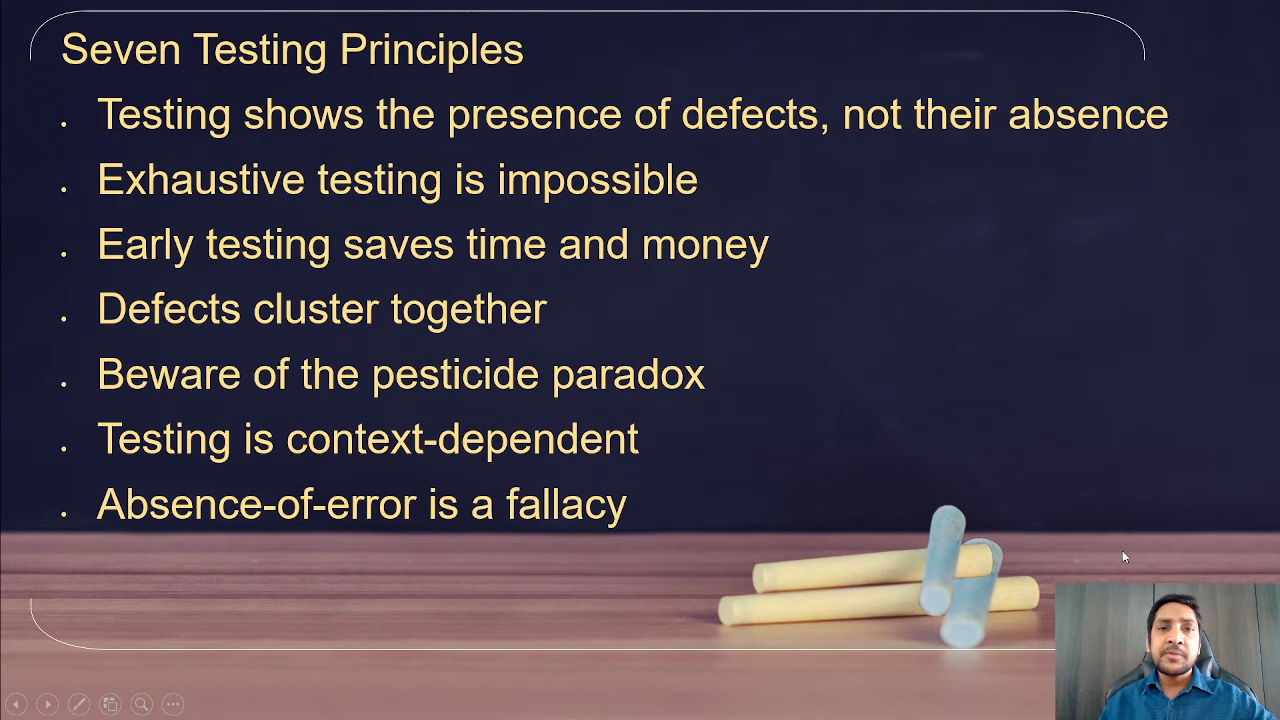 Seven Testing Principles
Testing shows the presence of defects, not their absence
Exhaustive testing is impossible
Early testing saves time and money
Defects cluster together
Beware of the pesticide paradox
Testing is context-dependent
Absence-of-error is a fallacy